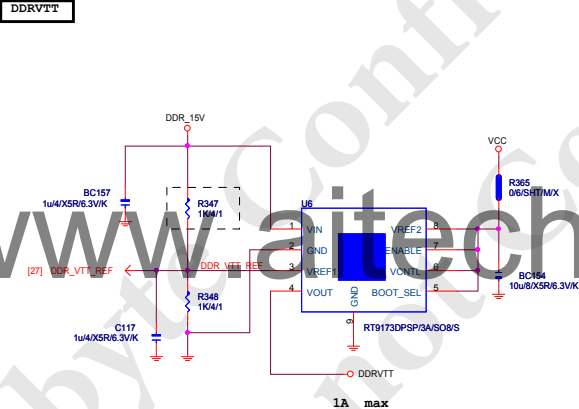 DDRVTT
DDR_15V
VCC
BC157
1u/4/X5R/6.3V/K
R347
1K/4/1
R365
0/6/SHT/M/X
U6
1 VIN VREF2 8
2 GND ENABLE 7
3 VREF1 VCNTL 6
4 VOUT BOOT_SEL 5
GND
9
[27] DDR_VTT_REF
DDR_VTT_REF
BC154
10u/8/X5R/6.3V/K
R348
1K/4/1
C117
1u/4/X5R/6.3V/K
RT9173DPSP/3A/SO8/S
DDRVTT
1A max
www.aitech
byte Confi
not